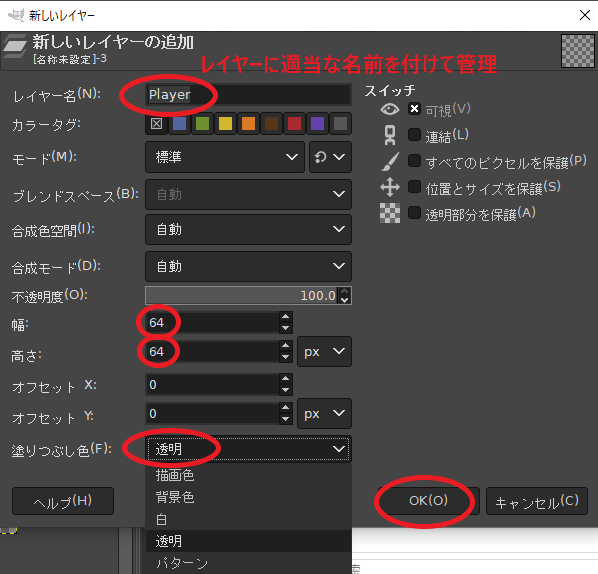 新しいレイヤー
新しいレイヤーの追加
[名称未設定]-3
レイヤーに適当な名前を付けて管理
レイヤー名(N):
Player
カラータグ:
モード(M):
標準
ブレンドスペース(B):
自動
合成色空間(I):
自動
合成モード(D):
自動
不透明度(O):
100.0
幅:
64
高さ:
64
px
オフセット X:
0
オフセット Y:
0
px
塗りつぶし色(F):
透明
描画色
背景色
白
透明
パターン
スイッチ
可視(V)
連結(L)
すべてのピクセルを保護(P)
位置とサイズを保護(S)
透明部分を保護(A)
ヘルプ(H)
OK(O)
キャンセル(C)